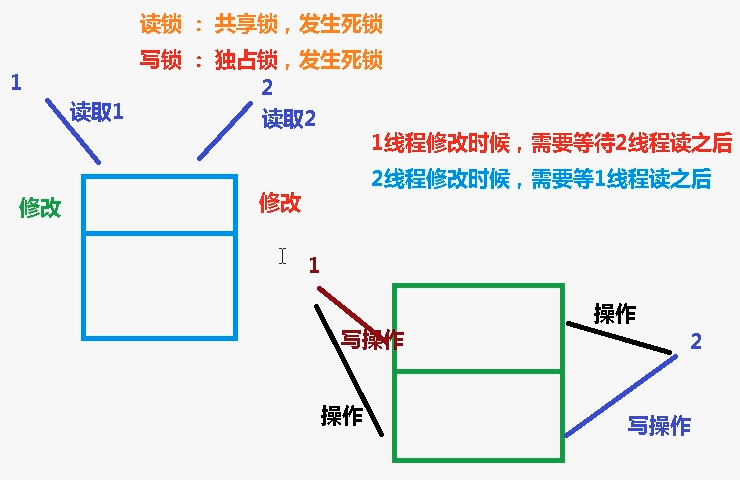 读锁 ： 共享锁，发生死锁
写锁 ： 独占锁，发生死锁
1
2
读取1
读取2
1线程修改时候，需要等待2线程读之后
2线程修改时候，需要等1线程读之后
修改
修改
1
操作
写操作
2
操作
写操作